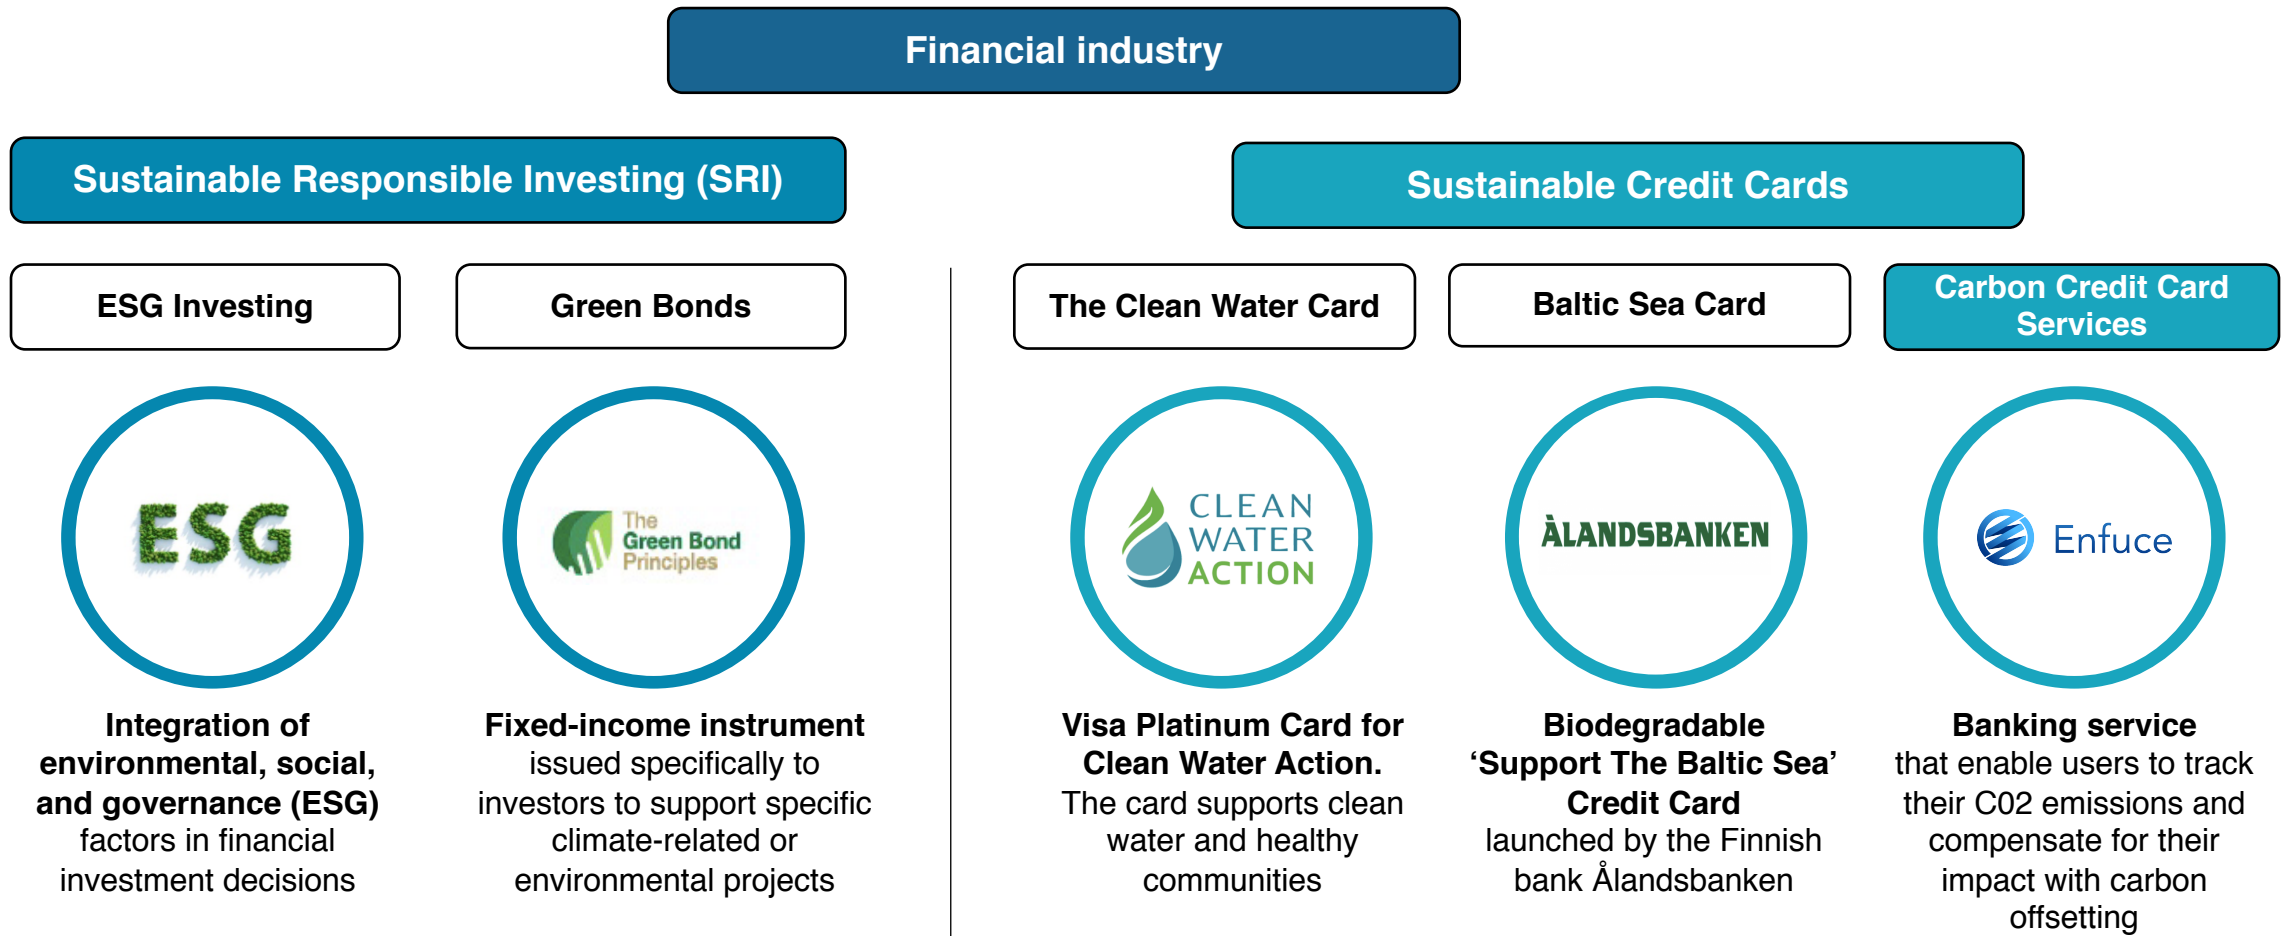 Financial industry
Sustainable Responsible Investing (SRI)
Sustainable Credit Cards
ESG Investing
Green Bonds
The Clean Water Card
Baltic Sea Card
Carbon Credit Card
Services
ESG
The
Green Bond
Principles
CLEAN
WATER
ACTION
ÀLANDSBANKEN
Enfuce
Integration of
environmental, social,
and governance (ESG)
factors in financial
investment decisions
Fixed-income instrument
issued specifically to
investors to support specific
climate-related or
environmental projects
Visa Platinum Card for
Clean Water Action.
The card supports clean
water and healthy
communities
Biodegradable
‘Support The Baltic Sea’
Credit Card
launched by the Finnish
bank Ålandsbanken
Banking service
that enable users to track
their C02 emissions and
compensate for their
impact with carbon
offsetting